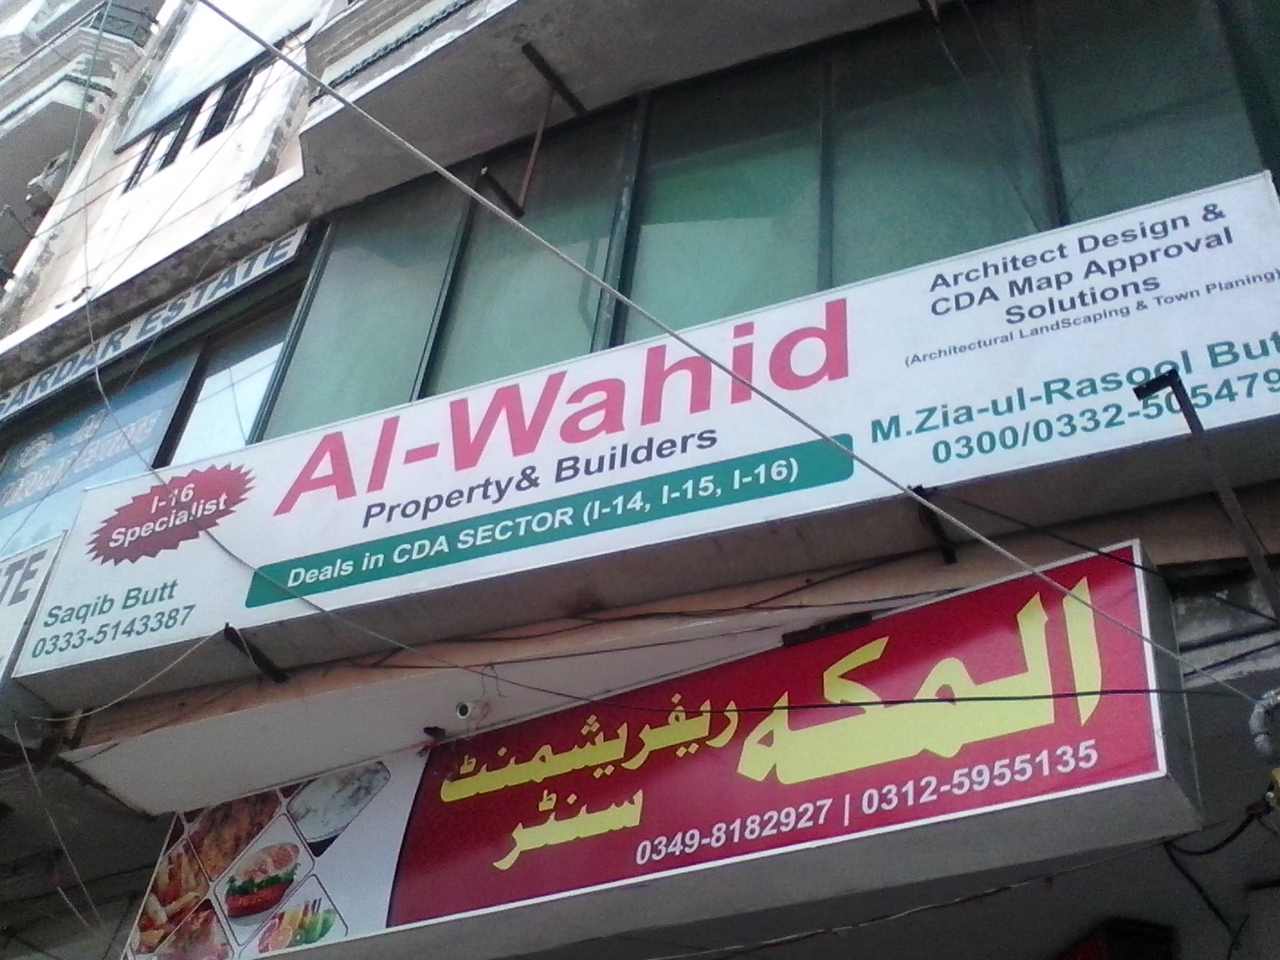 SARDAR ESTATE
I-16
Specialist
Al-Wahid
Property& Builders
Deals in CDA SECTOR (I-14, I-15, I-16)
Saqib Butt
0333-5143387
Architect Design &
CDA Map Approval
Solutions
(Architectural LandScaping & Town Planing)
M.Zia-ul-Rasool Butt
0300/0332-505479
المکہ ریفریشمنٹ
سنٹر
0349-8182927 | 0312-5955135